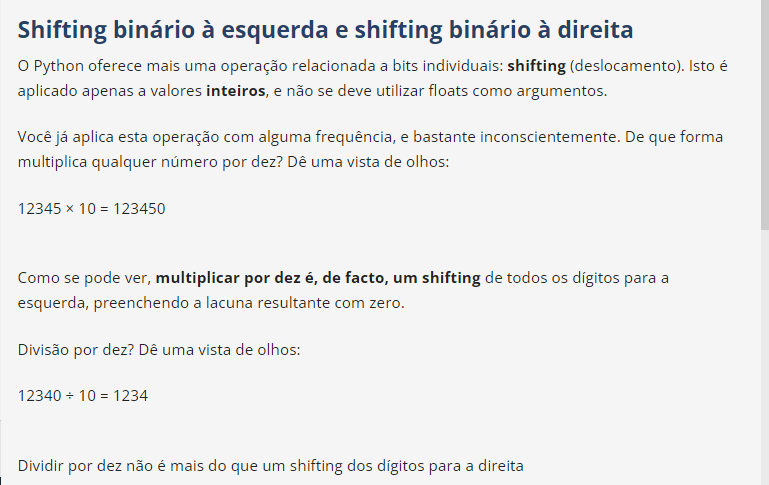 Shifting binário à esquerda e shifting binário à direita
O Python oferece mais uma operação relacionada a bits individuais: shifting (deslocamento). Isto é
aplicado apenas a valores inteiros, e não se deve utilizar floats como argumentos.
Você já aplica esta operação com alguma frequência, e bastante inconscientemente. De que forma
multiplica qualquer número por dez? Dê uma vista de olhos:
12345 × 10 = 123450
Como se pode ver, multiplicar por dez é, de facto, um shifting de todos os dígitos para a
esquerda, preenchendo a lacuna resultante com zero.
Divisão por dez? Dê uma vista de olhos:
12340 ÷ 10 = 1234
Dividir por dez não é mais do que um shifting dos dígitos para a direita